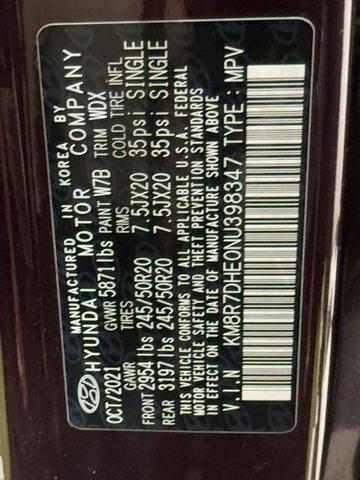 MANUFACTURED IN KOREA BY
HYUNDAI MOTOR COMPANY
OCT/2021 GVWR 5871lbs PAINT W7B TRIM WDX
GAWR TIRES RMS COLD TIRE INFL
FRONT 2954 lbs 245/50R20 7.5JX20 35psi SINGLE
REAR 3197 lbs 245/50R20 7.5JX20 35psi SINGLE
THIS VEHICLE CONFORMS TO ALL APPLICABLE U.S.A. FEDERAL
MOTOR VEHICLE SAFETY AND THEFT PREVENTION STANDARDS
IN EFFECT ON THE DATE OF MANUFACTURE SHOWN ABOVE
V.I.N KM8R7DHE0NU398347 TYPE : MPV